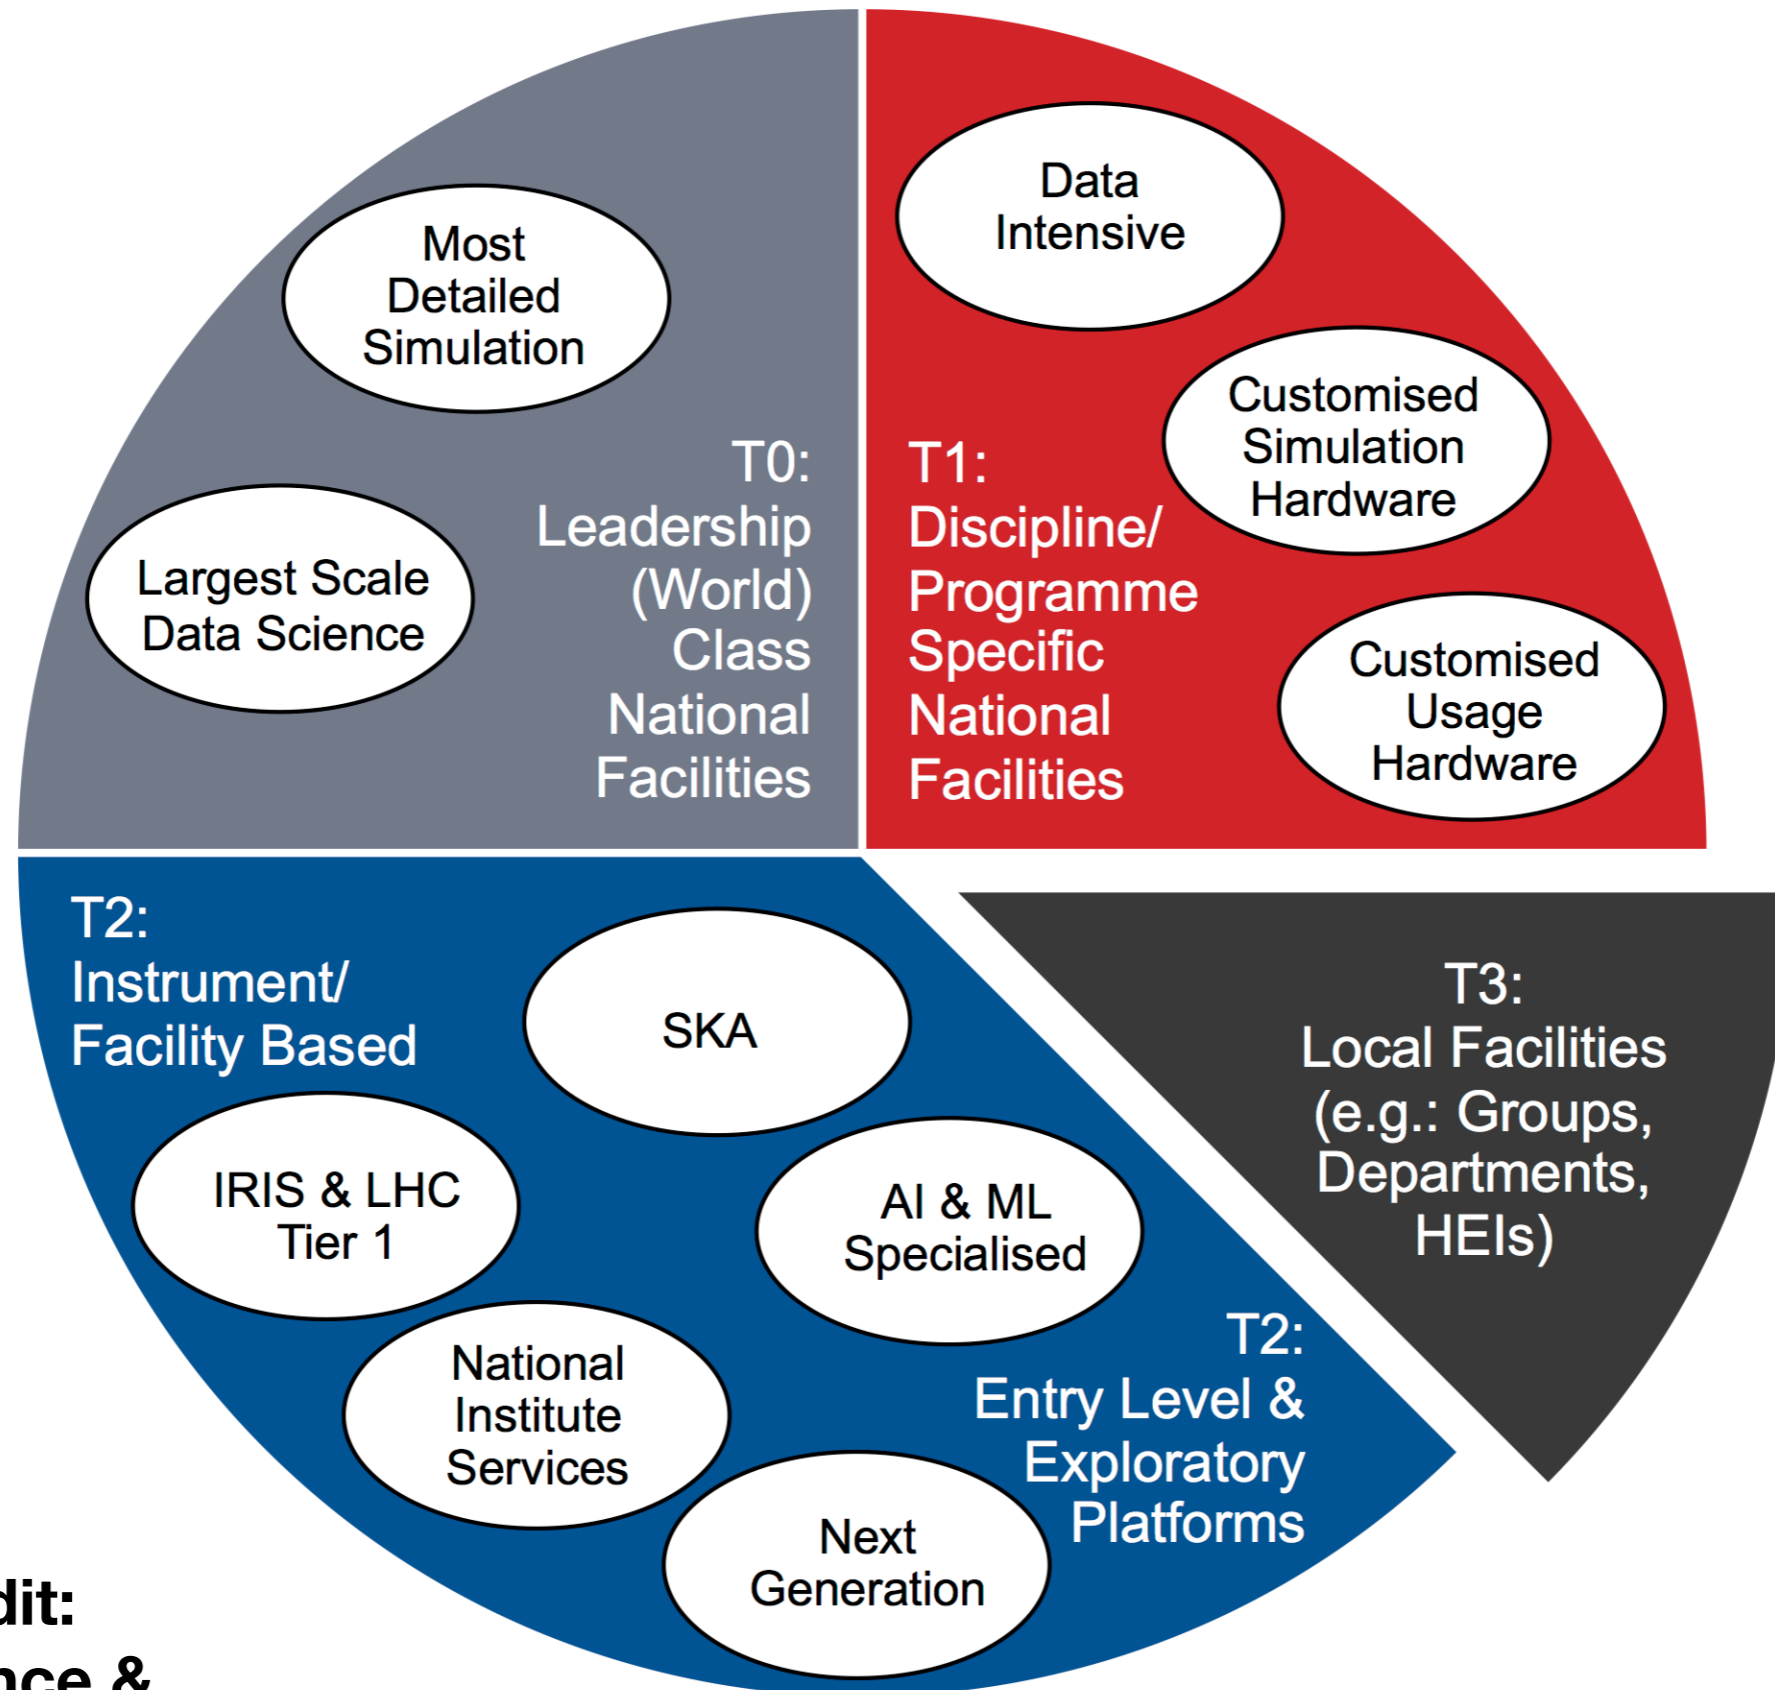 Most
Detailed
Simulation
Largest Scale
Data Science
T0:
Leadership
(World)
Class
National
Facilities
Data
Intensive
Customised
Simulation
Hardware
Customised
Usage
Hardware
T1:
Discipline/
Programme
Specific
National
Facilities
T2:
Instrument/
Facility Based
SKA
IRIS & LHC
Tier 1
AI & ML
Specialised
National
Institute
Services
Next
Generation
T2:
Entry Level &
Exploratory
Platforms
T3:
Local Facilities
(e.g.: Groups,
Departments,
HEIs)
dit:
nce &